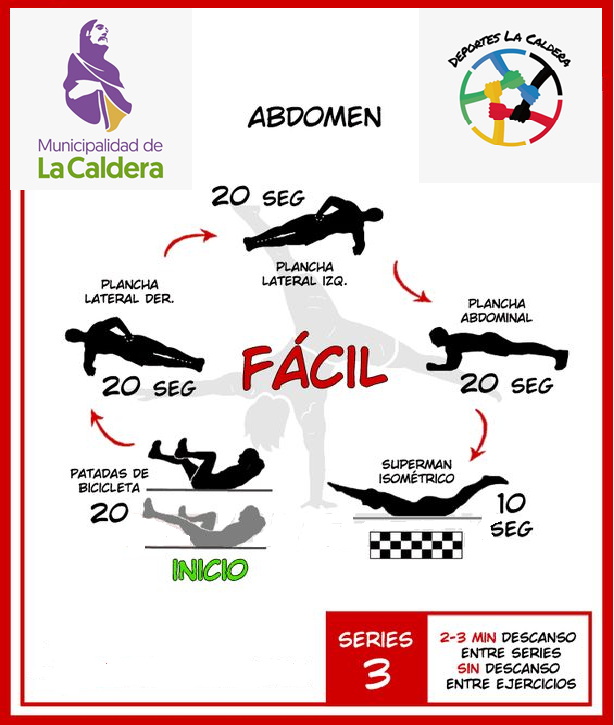 Municipalidad de
La Caldera
DEPORTES LA CALDERA
ABDOMEN
20 SEG
PLANCHA
LATERAL IZQ.
PLANCHA
LATERAL DER.
20 SEG
PLANCHA
ABDOMINAL
20 SEG
FÁCIL
PATADAS DE
BICICLETA
20
INICIO
SUPERMAN
ISOMÉTRICO
10
SEG
SERIES
3
2-3 MIN DESCANSO
ENTRE SERIES
SIN DESCANSO
ENTRE EJERCICIOS